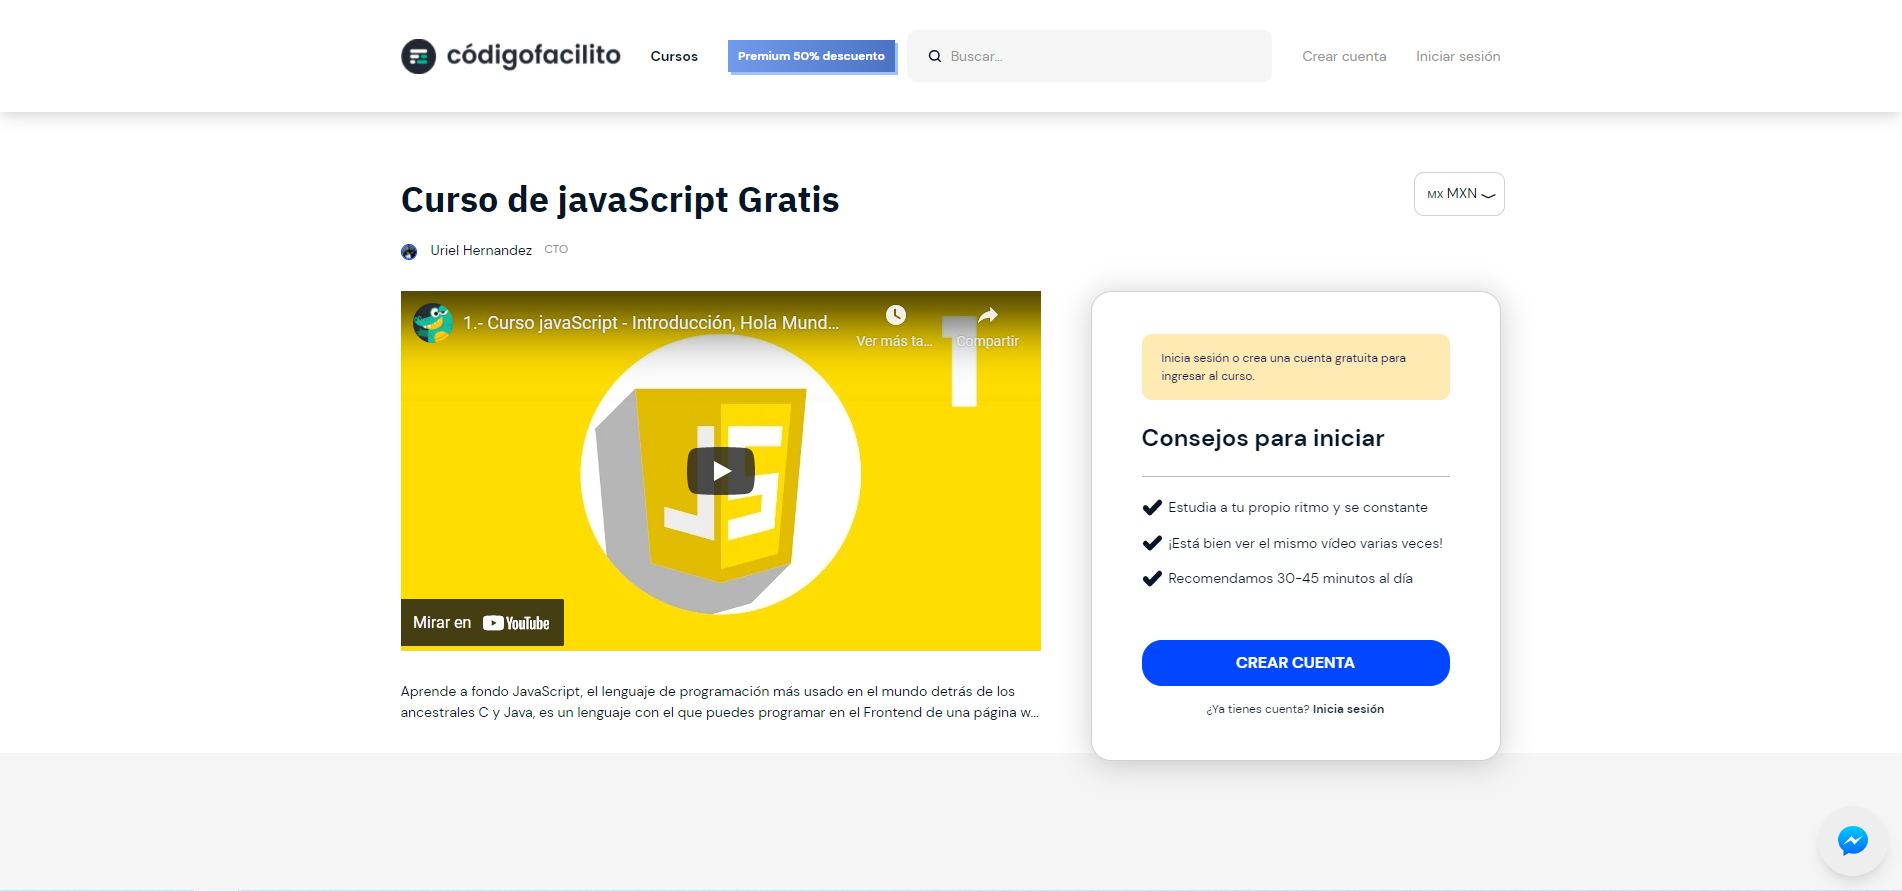 códigofacilito
Cursos
Premium 50% descuento
Buscar...
Crear cuenta
Iniciar sesión
Curso de javaScript Gratis
MX MXN
Uriel Hernandez CTO
1.- Curso javaScript - Introducción, Hola Mund...
Ver más ta...
Compartir
1
JS
Mirar en YouTube
Aprende a fondo JavaScript, el lenguaje de programación más usado en el mundo detrás de los
ancestrales C y Java, es un lenguaje con el que puedes programar en el Frontend de una página w...
Inicia sesión o crea una cuenta gratuita para
ingresar al curso.
Consejos para iniciar
Estudia a tu propio ritmo y se constante
¡Está bien ver el mismo vídeo varias veces!
Recomendamos 30-45 minutos al día
CREAR CUENTA
¿Ya tienes cuenta? Inicia sesión